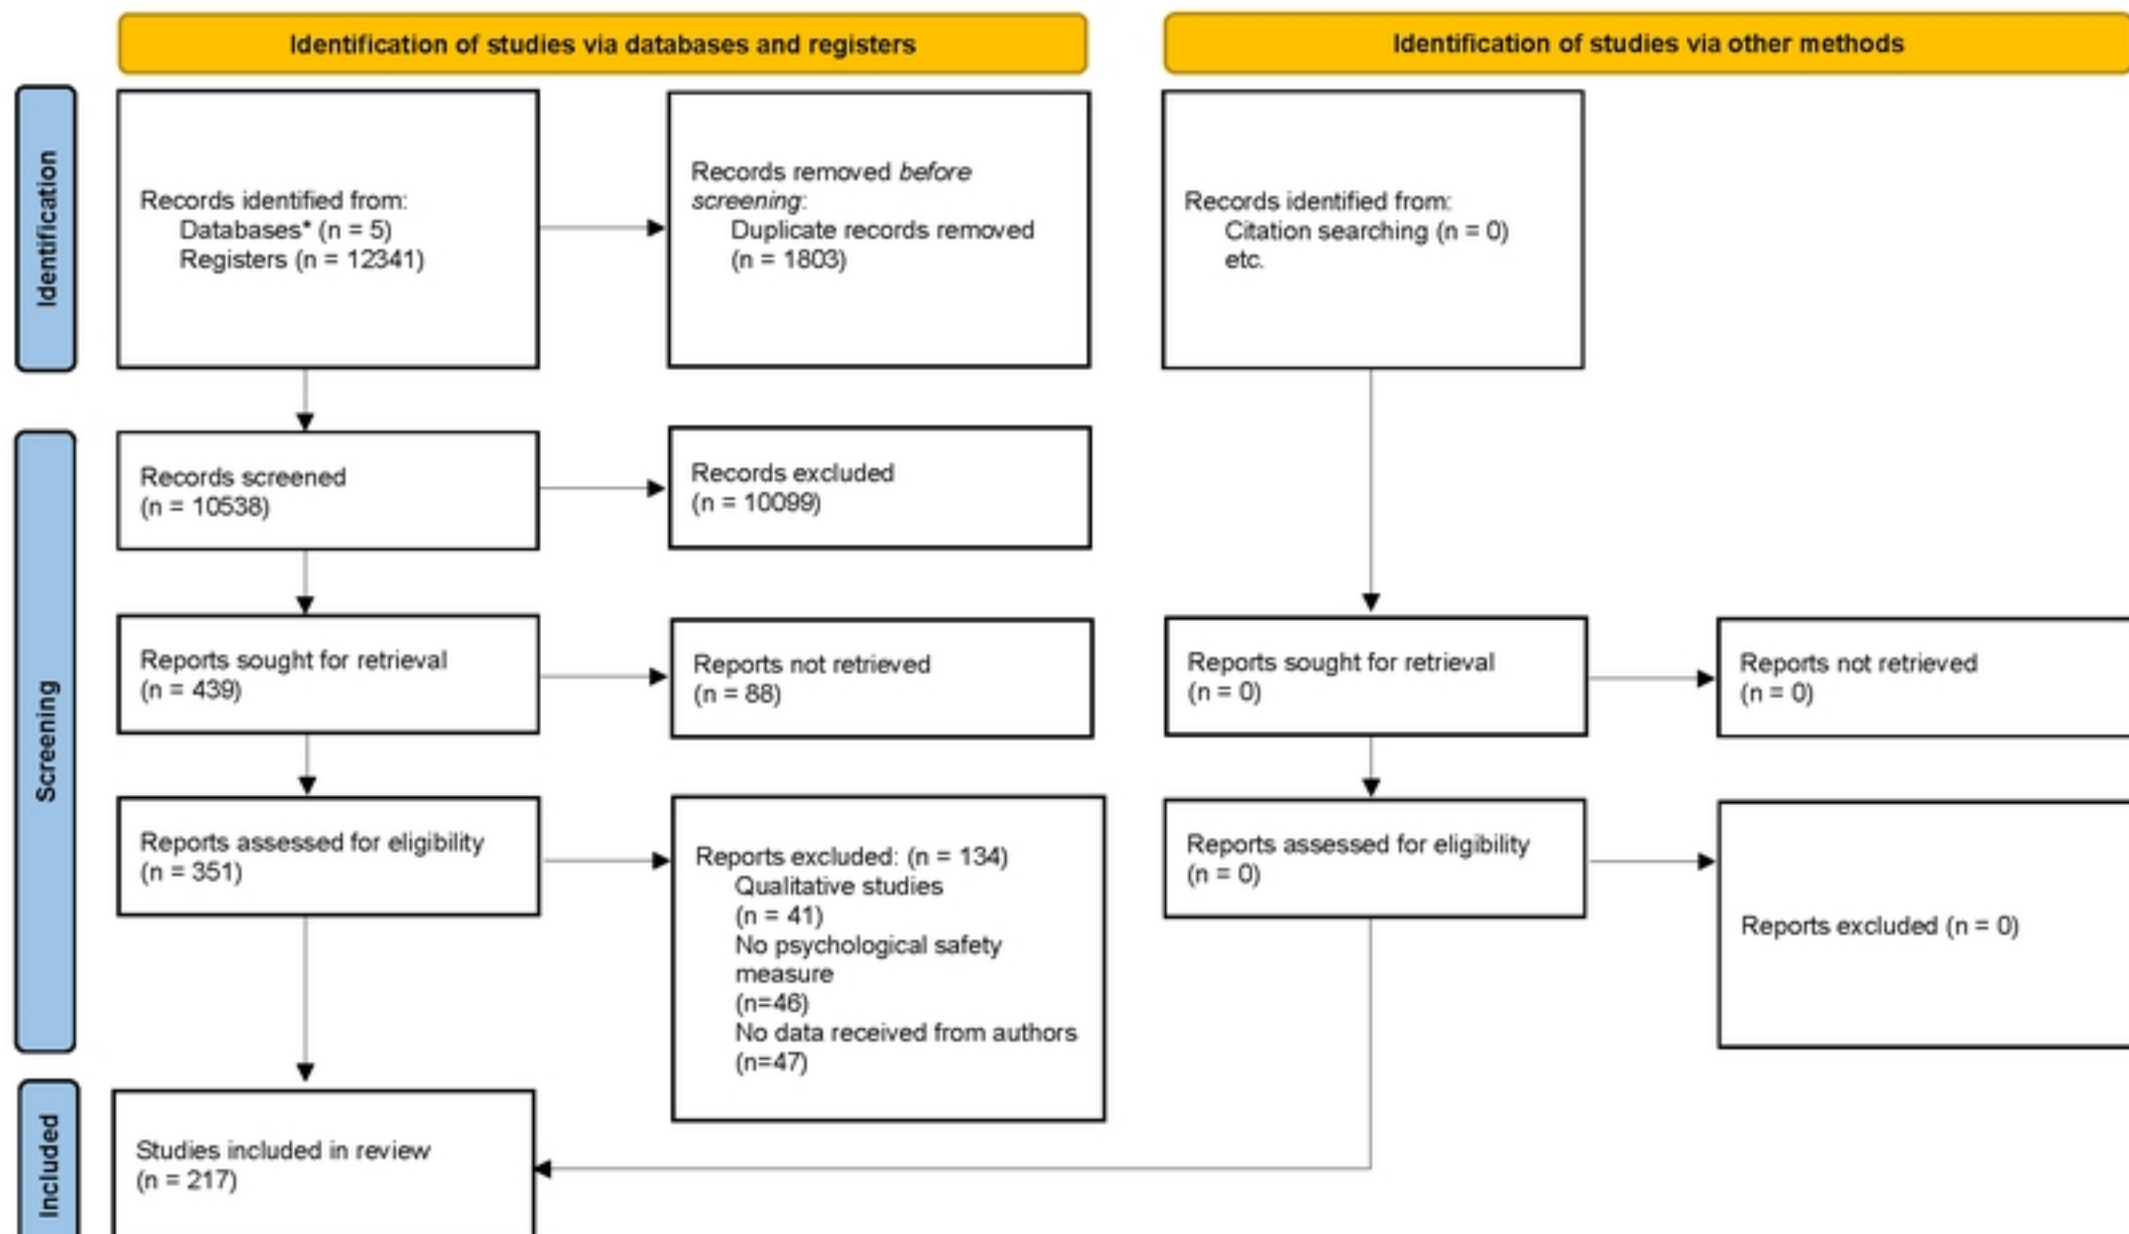 Identification of studies via databases and registers
Identification of studies via other methods
Identification
Records identified from:
Databases* (n = 5)
Registers (n = 12341)
Records removed before
screening:
Duplicate records removed
(n = 1803)
Records identified from:
Citation searching (n = 0)
etc.
Screening
Records screened
(n = 10538)
Records excluded
(n = 10099)
Reports sought for retrieval
(n = 439)
Reports not retrieved
(n = 88)
Reports sought for retrieval
(n = 0)
Reports not retrieved
(n = 0)
Reports assessed for eligibility
(n = 351)
Reports excluded: (n = 134)
Qualitative studies
(n = 41)
No psychological safety
measure
(n=46)
No data received from authors
(n=47)
Reports assessed for eligibility
(n = 0)
Reports excluded (n = 0)
Included
Studies included in review
(n = 217)